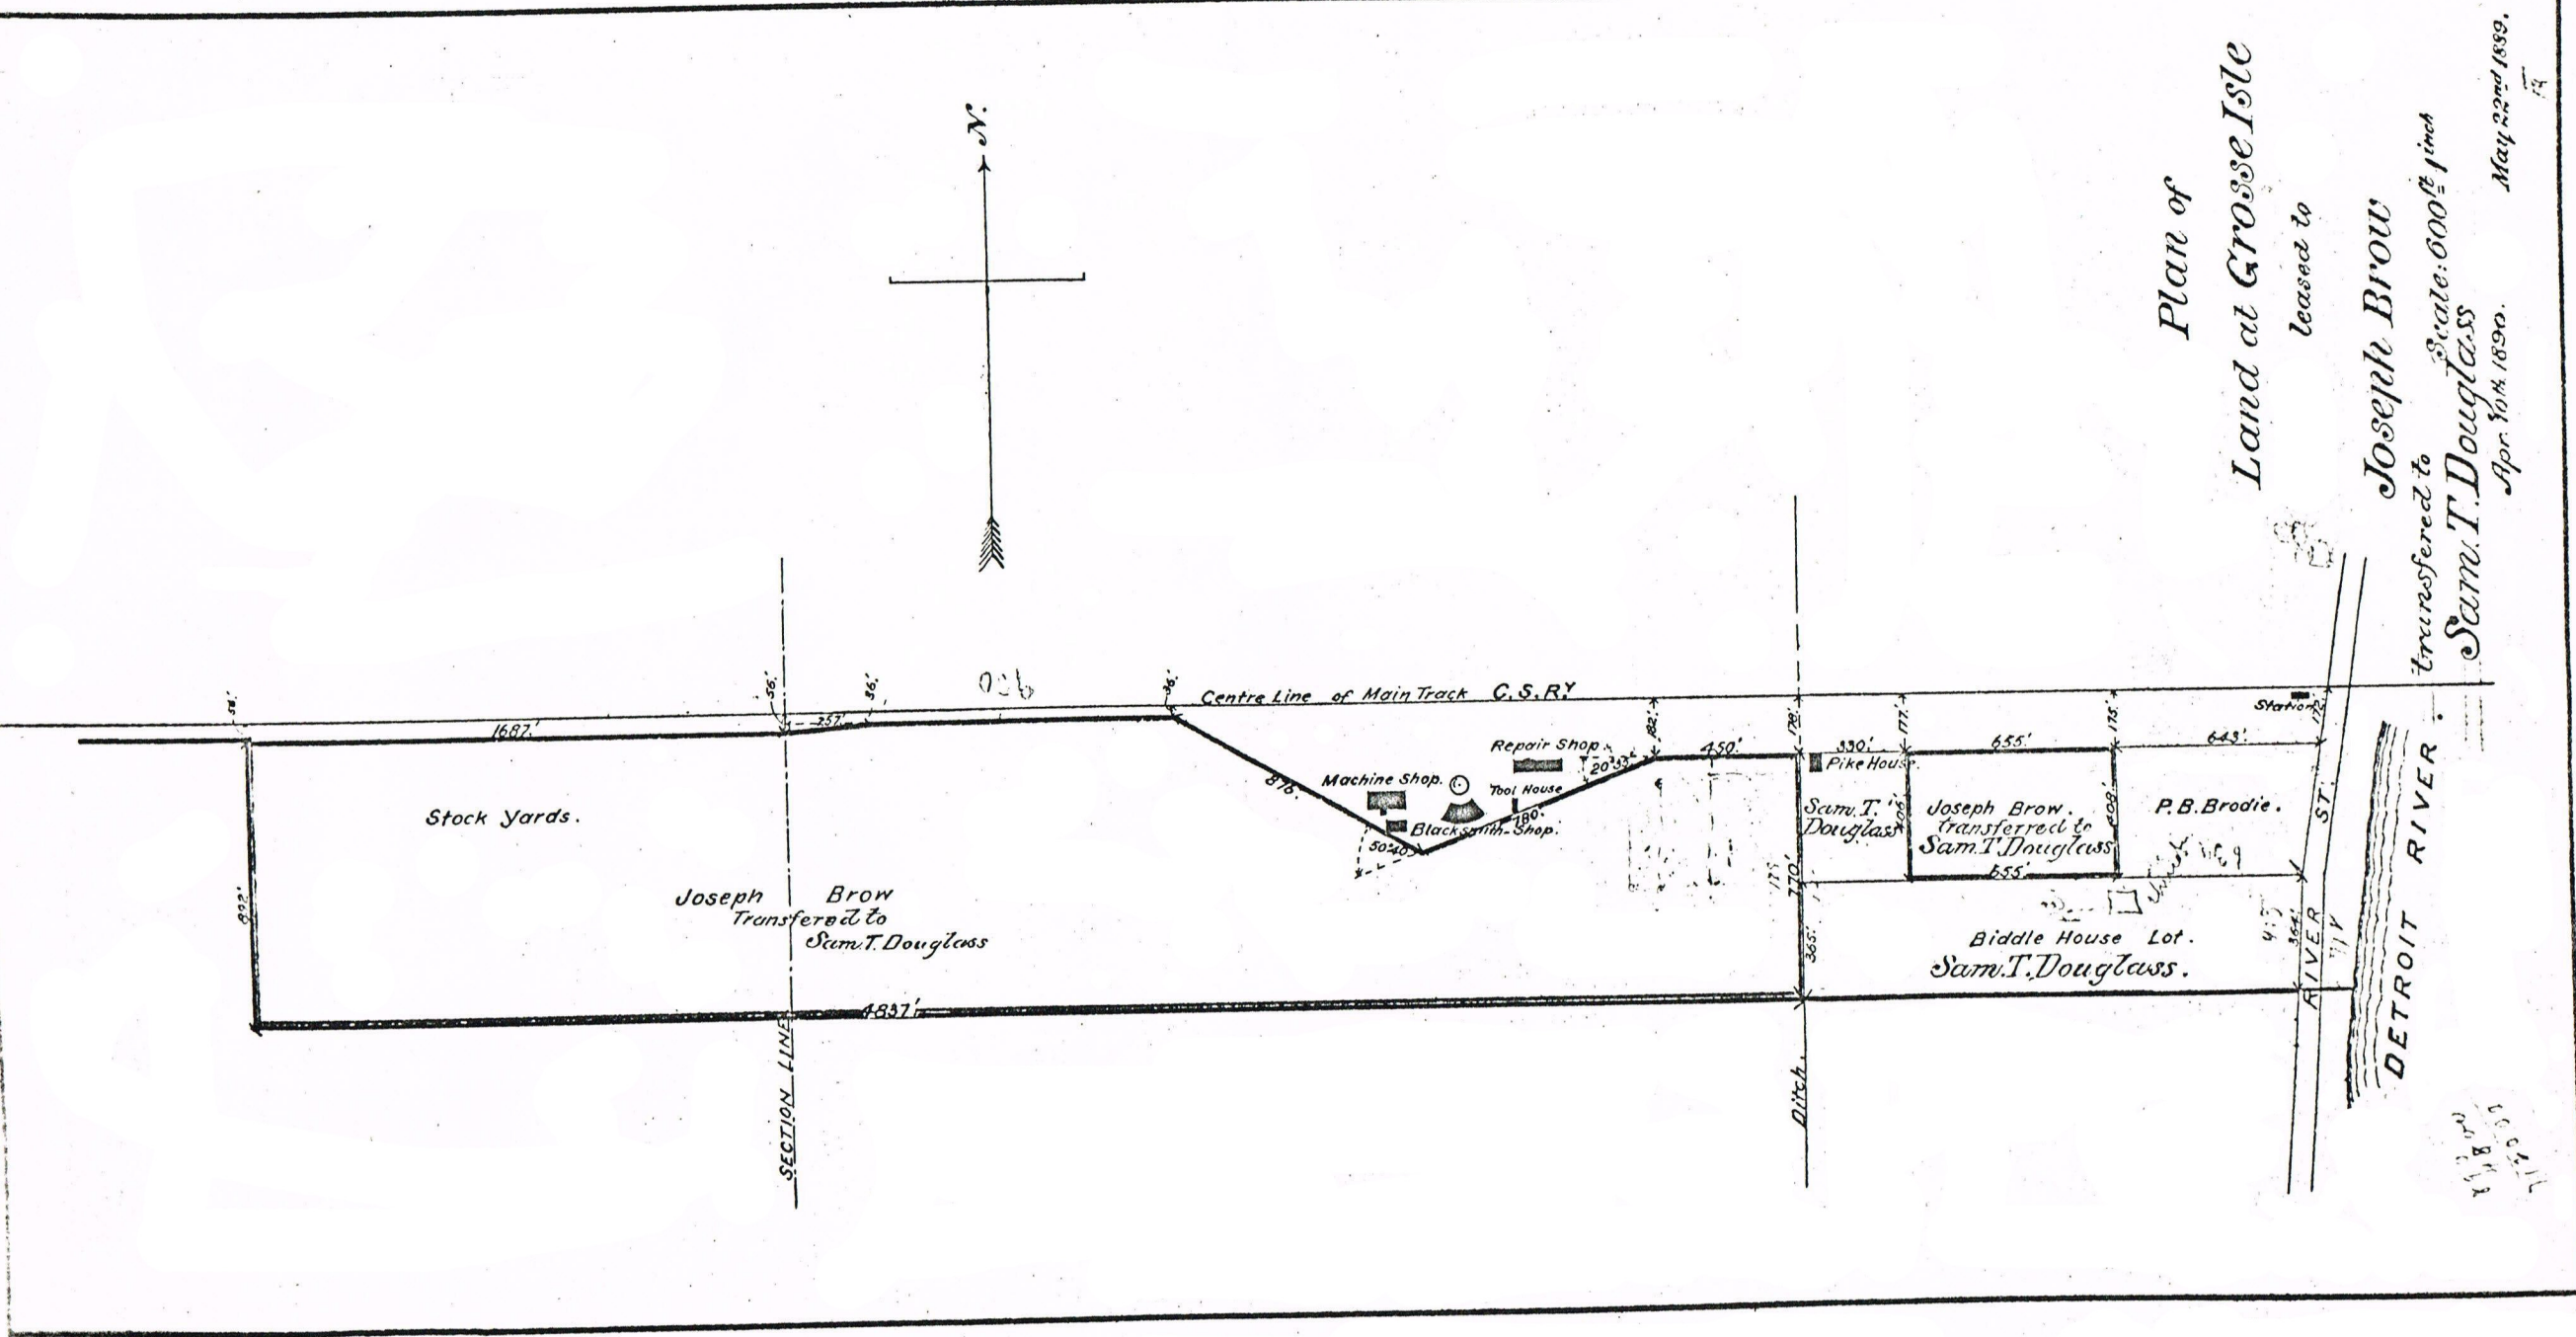 Plan of
Land at Grosse Isle
leased to
Joseph Brow
transfered to
Scale: 600 ft = 1 inch
Sam. T. Douglass
Apr. 10th 1890.
May 22nd 1889.
N.
56'
56'
36'
36'
Centre Line of Main Track C.S.Ry
1687.'
257.'
876.
182.'
178.'
177.'
175.'
Station
450.'
330.'
655.'
643.'
Repair Shop.
Machine Shop.
Tool House
Blacksmith-Shop.
780.'
Pike House
Stock Yards.
Joseph Brow
Transfered to
Sam. T. Douglass
Sam. T.
Douglass
Joseph Brow.
transferred to
Sam. T. Douglass
P. B. Brodie.
655.
770.'
365.'
364.'
Biddle House Lot.
Sam. T. Douglass.
4837.'
SECTION LINE
Ditch.
RIVER ST.
DETROIT RIVER.